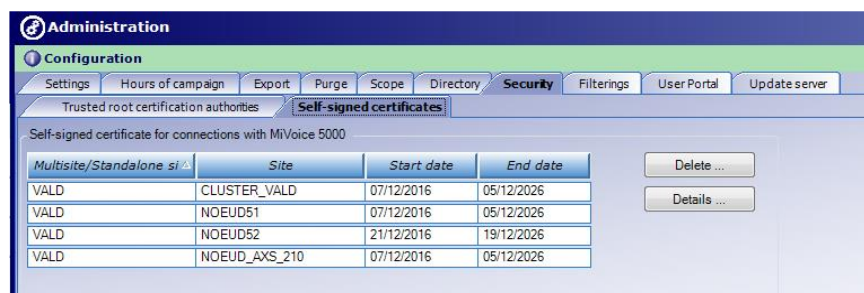 Administration
Configuration
Settings Hours of campaign Export Purge Scope Directory Security Filterings User Portal Update server
Trusted root certification authorities Self-signed certificates
Self-signed certificate for connections with MiVoice 5000
Multisite/Standalone si Site Start date End date Delete ...
VALD CLUSTER_VALD 07/12/2016 05/12/2026
VALD NOEUD51 07/12/2016 05/12/2026 Details ...
VALD NOEUD52 21/12/2016 19/12/2026
VALD NOEUD_AXS_210 07/12/2016 05/12/2026